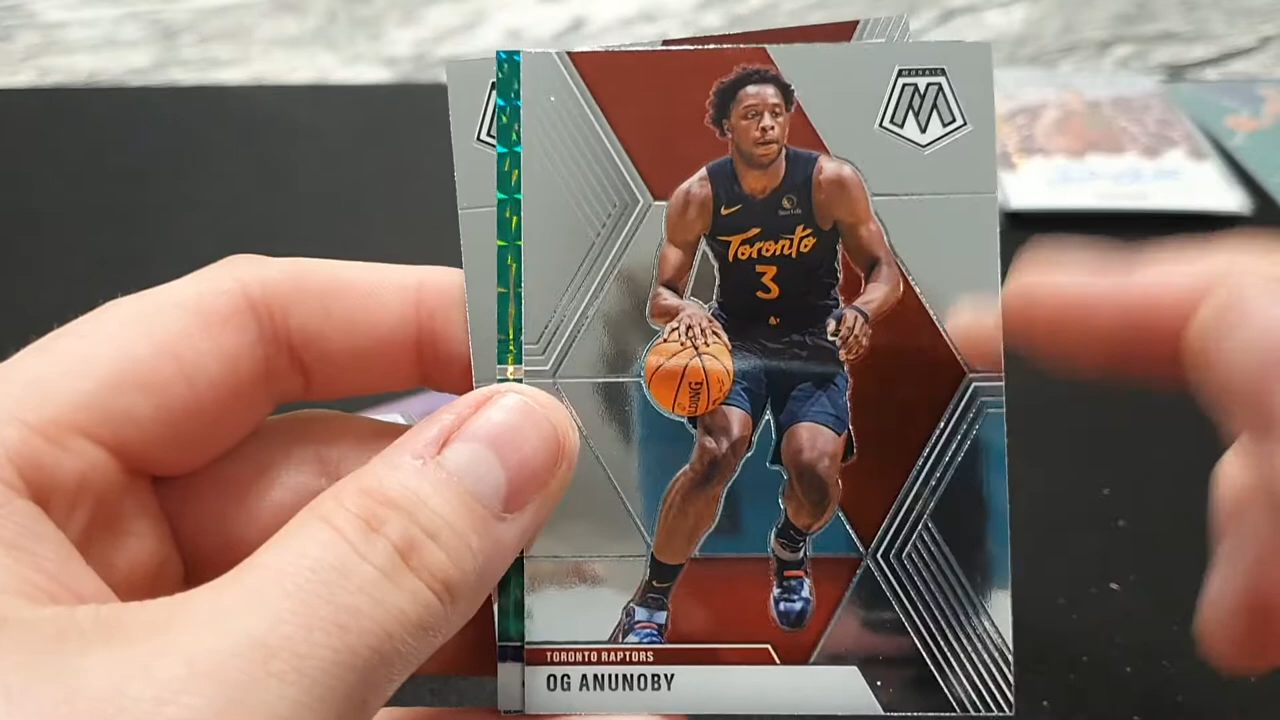 MOSAIC
Toronto
3
TORONTO RAPTORS
OG ANUNOBY